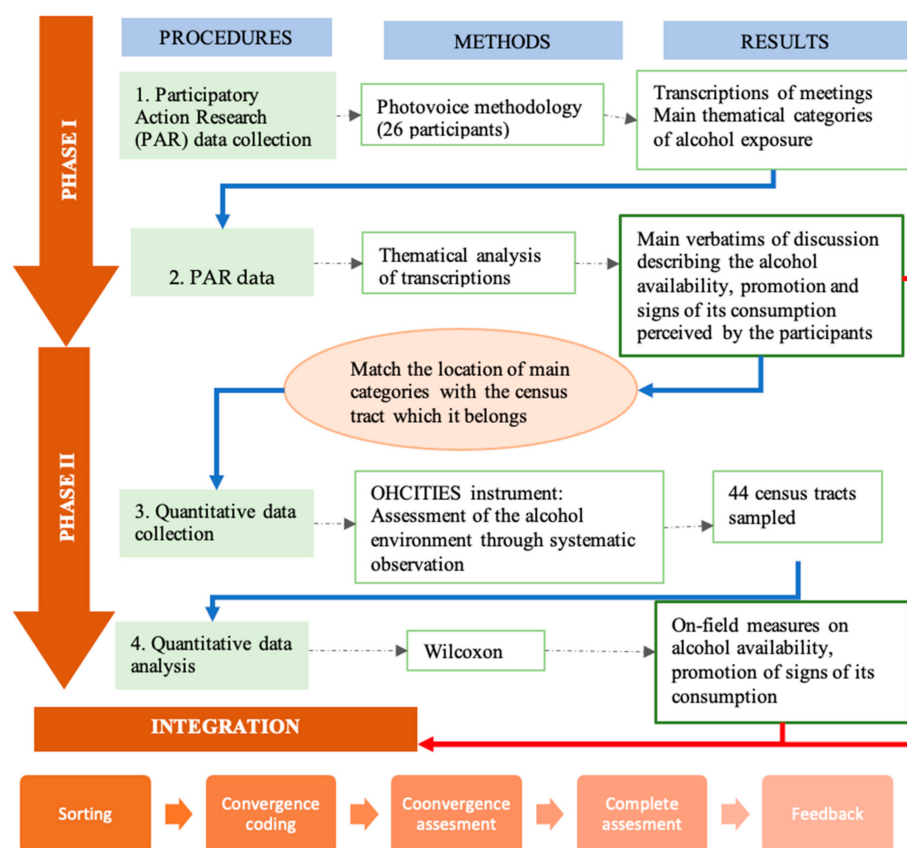 PROCEDURES
METHODS
RESULTS
PHASE I
1. Participatory
Action Research
(PAR) data collection
Photovoice methodology
(26 participants)
Transcriptions of meetings
Main thematical categories
of alcohol exposure
2. PAR data
Thematical analysis
of transcriptions
Main verbatims of discussion
describing the alcohol
availability, promotion and
signs of its consumption
perceived by the participants
Match the location of main
categories with the census
tract which it belongs
PHASE II
3. Quantitative data
collection
OHCITIES instrument:
Assessment of the alcohol
environment through systematic
observation
44 census tracts
sampled
4. Quantitative data
analysis
Wilcoxon
On-field measures on
alcohol availability,
promotion of signs of its
consumption
INTEGRATION
Sorting
Convergence
coding
Coonvergence
assesment
Complete
assesment
Feedback